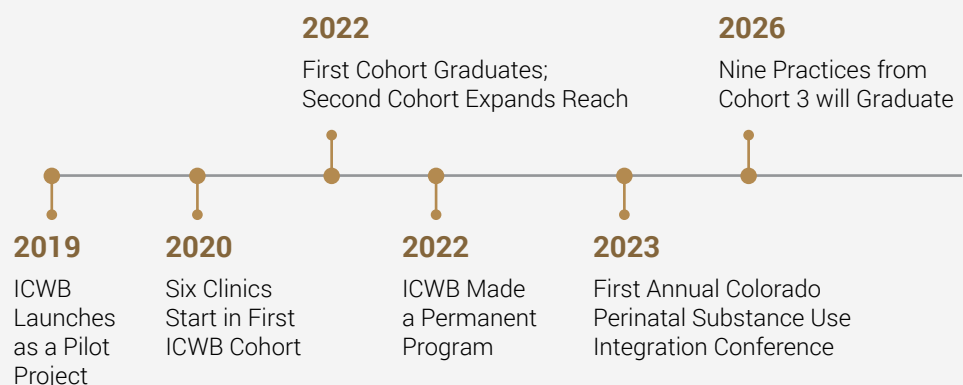 2022
First Cohort Graduates;
Second Cohort Expands Reach
2026
Nine Practices from
Cohort 3 will Graduate
2019
ICWB
Launches
as a Pilot
Project
2020
Six Clinics
Start in First
ICWB Cohort
2022
ICWB Made
a Permanent
Program
2023
First Annual Colorado
Perinatal Substance Use
Integration Conference